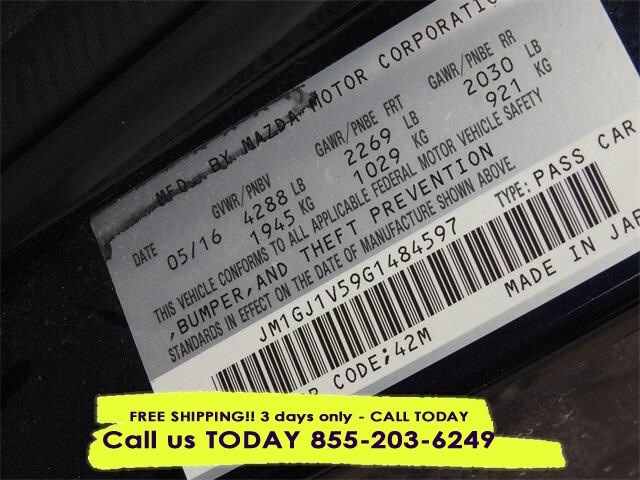 MFD. BY MAZDA MOTOR CORPORATIO
GVWR/PNBV GAWR/PNBE FRT GAWR/PNBE RR
DATE 05/16 4288 LB 2269 LB 2030 LB
1945 KG 1029 KG 921 KG
THIS VEHICLE CONFORMS TO ALL APPLICABLE FEDERAL MOTOR VEHICLE SAFETY
,BUMPER,AND THEFT PREVENTION
STANDARDS IN EFFECT ON THE DATE OF MANUFACTURE SHOWN ABOVE.
JM1GJ1V59G1484597 TYPE: PASS CAR
MADE IN JAP
OR CODE;42M
FREE SHIPPING!! 3 days only - CALL TODAY
Call us TODAY 855-203-6249